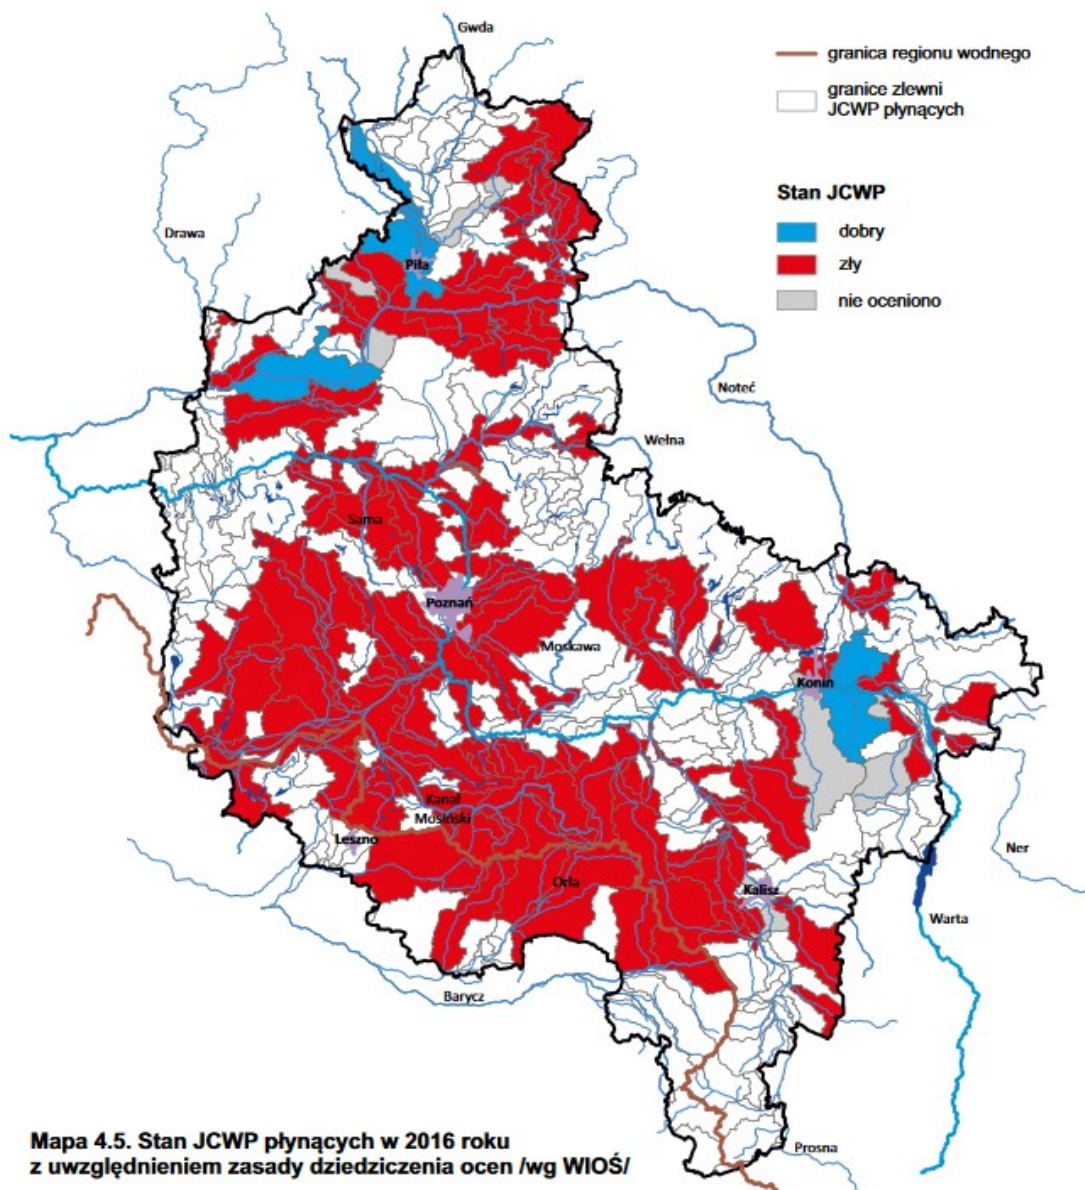 Gwda
granica regionu wodnego
granice zlewni
JCWP płynących
Stan JCWP
dobry
zły
nie oceniono
Drawa
Piła
Noteć
Wełna
Sama
Poznań
Moskawa
Konin
Kanał
Mosiński
Leszno
Ner
Orla
Kalisz
Warta
Barycz
Prosna
Mapa 4.5. Stan JCWP płynących w 2016 roku
z uwzględnieniem zasady dziedziczenia ocen /wg WIOŚ/